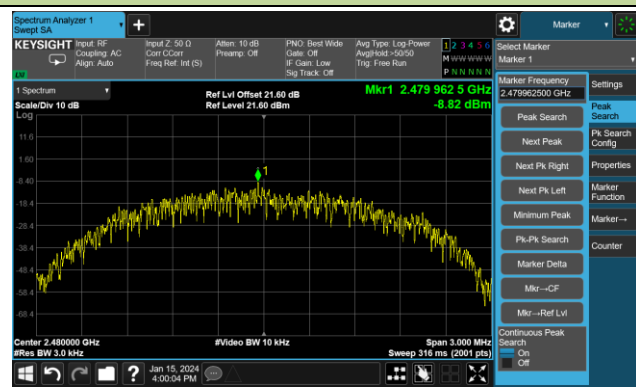 Spectrum Analyzer 1
Swept SA
Marker
KEYSIGHT
Input: RF
Coupling: AC
Align: Auto
Input Z: 50 Ω
Corr CCorr
Freq Ref: Int (S)
Atten: 10 dB
Preamp: Off
PNO: Best Wide
Gate: Off
IF Gain: Low
Sig Track: Off
Avg Type: Log-Power
Avg|Hold:>50/50
Trig: Free Run
1 2 3 4 5 6
M W W W W W
P N N N N N
LW
Select Marker
Marker 1
1 Spectrum
Scale/Div 10 dB
Log
Ref Lvl Offset 21.60 dB
Ref Level 21.60 dBm
Mkr1 2.479 962 5 GHz
-8.82 dBm
11.6
1.60
-8.40
-18.4
-28.4
-38.4
-48.4
-58.4
-68.4
1
Center 2.480000 GHz
#Res BW 3.0 kHz
#Video BW 10 kHz
Span 3.000 MHz
Sweep 316 ms (2001 pts)
Marker Frequency
2.479962500 GHz
Peak Search
Next Peak
Next Pk Right
Next Pk Left
Minimum Peak
Pk-Pk Search
Marker Delta
Mkr→CF
Mkr→Ref Lvl
Continuous Peak
Search
On
Off
Settings
Peak
Search
Pk Search
Config
Properties
Marker
Function
Marker→
Counter
Jan 15, 2024
4:00:04 PM